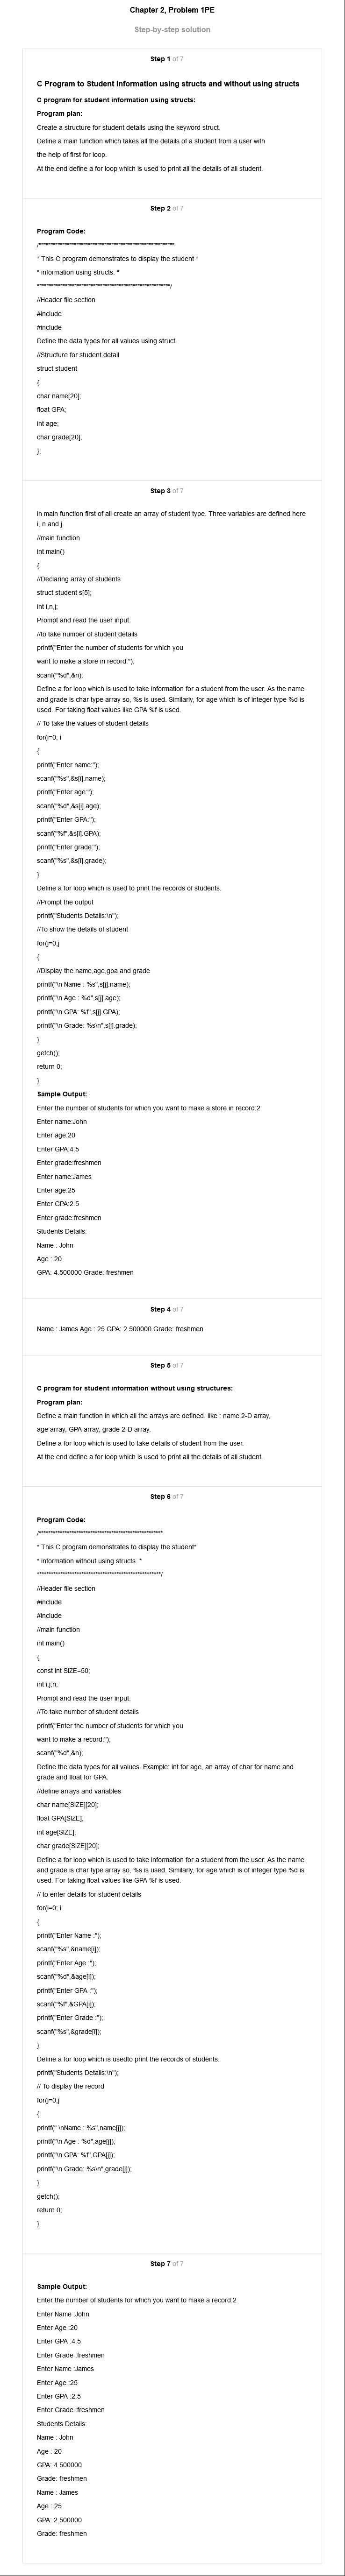 Chapter 2, Problem 1PE
Step-by-step solution
Step 1 of 7
C Program to Student Information using structs and without using structs
C program for student information using structs:
Program plan:
Create a structure for student details using the keyword struct.
Define a main function which takes all the details of a student from a user with
the help of first for loop.
At the end define a for loop which is used to print all the details of all student.
Step 2 of 7
Program Code:
/**********************************************************
* This C program demonstrates to display the student *
* information using structs. *
*********************************************************/
//Header file section
#include
#include
Define the data types for all values using struct.
//Structure for student detail
struct student
{
char name[20];
float GPA;
int age;
char grade[20];
};
Step 3 of 7
In main function first of all create an array of student type. Three variables are defined here
i, n and j.
//main function
int main()
{
//Declaring array of students
struct student s[5];
int i,n,j;
Prompt and read the user input.
//to take number of student details
printf("Enter the number of students for which you
want to make a store in record:");
scanf("%d",&n);
Define a for loop which is used to take information for a student from the user. As the name
and grade is char type array so, %s is used. Similarly, for age which is of integer type %d is
used. For taking float values like GPA %f is used.
// To take the values of student details
for(i=0; i
{
printf("Enter name:");
scanf("%s",&s[i].name);
printf("Enter age:");
scanf("%d",&s[i].age);
printf("Enter GPA:");
scanf("%f",&s[i].GPA);
printf("Enter grade:");
scanf("%s",&s[i].grade);
}
Define a for loop which is used to print the records of students.
//Prompt the output
printf("Students Details:\n");
//To show the details of student
for(j=0;j
{
//Display the name,age,gpa and grade
printf("\n Name : %s",s[j].name);
printf("\n Age : %d",s[j].age);
printf("\n GPA: %f",s[j].GPA);
printf("\n Grade: %s\n",s[j].grade);
}
getch();
return 0;
}
Sample Output:
Enter the number of students for which you want to make a store in record:2
Enter name:John
Enter age:20
Enter GPA:4.5
Enter grade:freshmen
Enter name:James
Enter age:25
Enter GPA:2.5
Enter grade:freshmen
Students Details:
Name : John
Age : 20
GPA: 4.500000 Grade: freshmen
Step 4 of 7
Name : James Age : 25 GPA: 2.500000 Grade: freshmen
Step 5 of 7
C program for student information without using structures:
Program plan:
Define a main function in which all the arrays are defined. like : name 2-D array,
age array, GPA array, grade 2-D array.
Define a for loop which is used to take details of student from the user.
At the end define a for loop which is used to print all the details of all student.
Step 6 of 7
Program Code:
/*****************************************************
* This C program demonstrates to display the student*
* information without using structs. *
*****************************************************/
//Header file section
#include
#include
//main function
int main()
{
const int SIZE=50;
int i,j,n;
Prompt and read the user input.
//To take number of student details
printf("Enter the number of students for which you
want to make a record:");
scanf("%d",&n);
Define the data types for all values. Example: int for age, an array of char for name and
grade and float for GPA.
//define arrays and variables
char name[SIZE][20];
float GPA[SIZE];
int age[SIZE];
char grade[SIZE][20];
Define a for loop which is used to take information for a student from the user. As the name
and grade is char type array so, %s is used. Similarly, for age which is of integer type %d is
used. For taking float values like GPA %f is used.
// to enter details for student details
for(i=0; i
{
printf("Enter Name :");
scanf("%s",&name[i]);
printf("Enter Age :");
scanf("%d",&age[i]);
printf("Enter GPA :");
scanf("%f",&GPA[i]);
printf("Enter Grade :");
scanf("%s",&grade[i]);
}
Define a for loop which is usedto print the records of students.
printf("Students Details:\n");
// To display the record
for(j=0;j
{
printf(" \nName : %s",name[j]);
printf("\n Age : %d",age[j]);
printf("\n GPA: %f",GPA[j]);
printf("\n Grade: %s\n",grade[j]);
}
getch();
return 0;
}
Step 7 of 7
Sample Output:
Enter the number of students for which you want to make a record:2
Enter Name :John
Enter Age :20
Enter GPA :4.5
Enter Grade :freshmen
Enter Name :James
Enter Age :25
Enter GPA :2.5
Enter Grade :freshmen
Students Details:
Name : John
Age : 20
GPA: 4.500000
Grade: freshmen
Name : James
Age : 25
GPA: 2.500000
Grade: freshmen